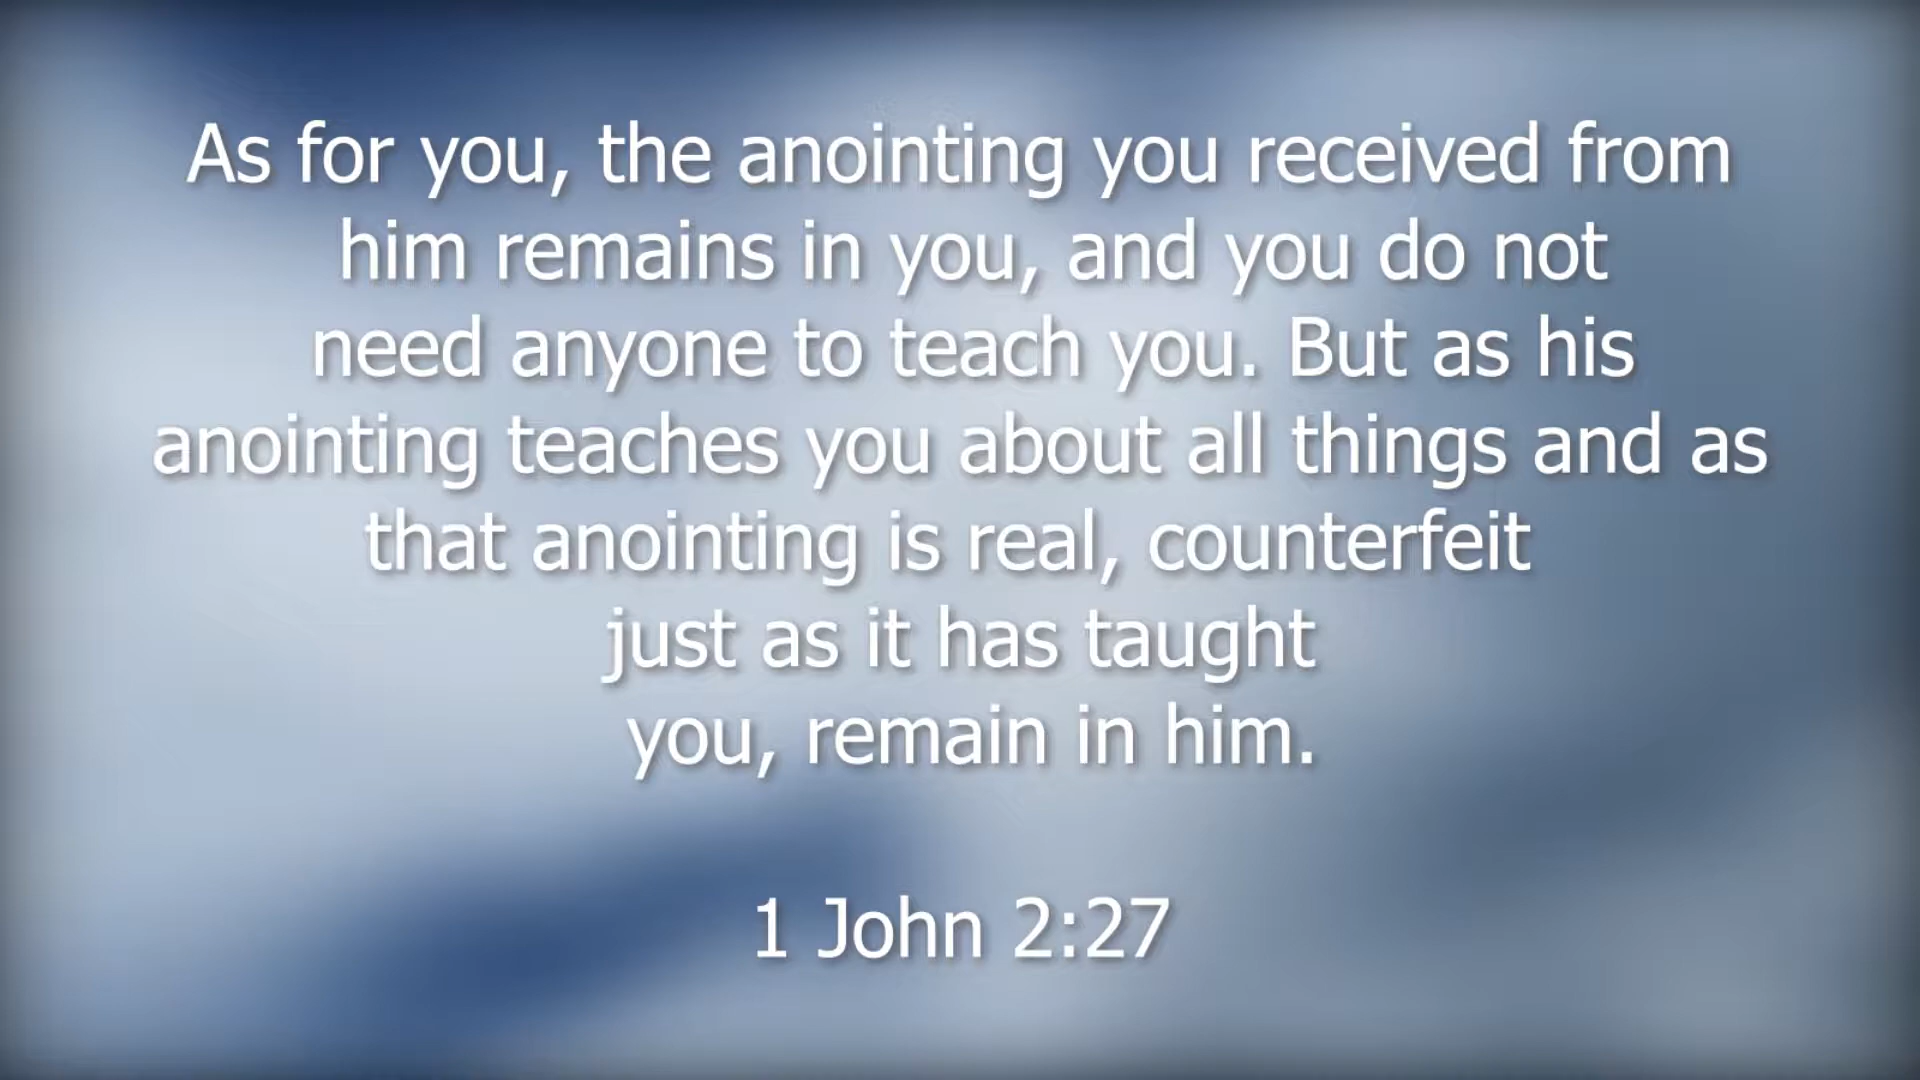 As for you, the anointing you received from
him remains in you, and you do not
need anyone to teach you. But as his
anointing teaches you about all things and as
that anointing is real, counterfeit
just as it has taught
you, remain in him.
1 John 2:27